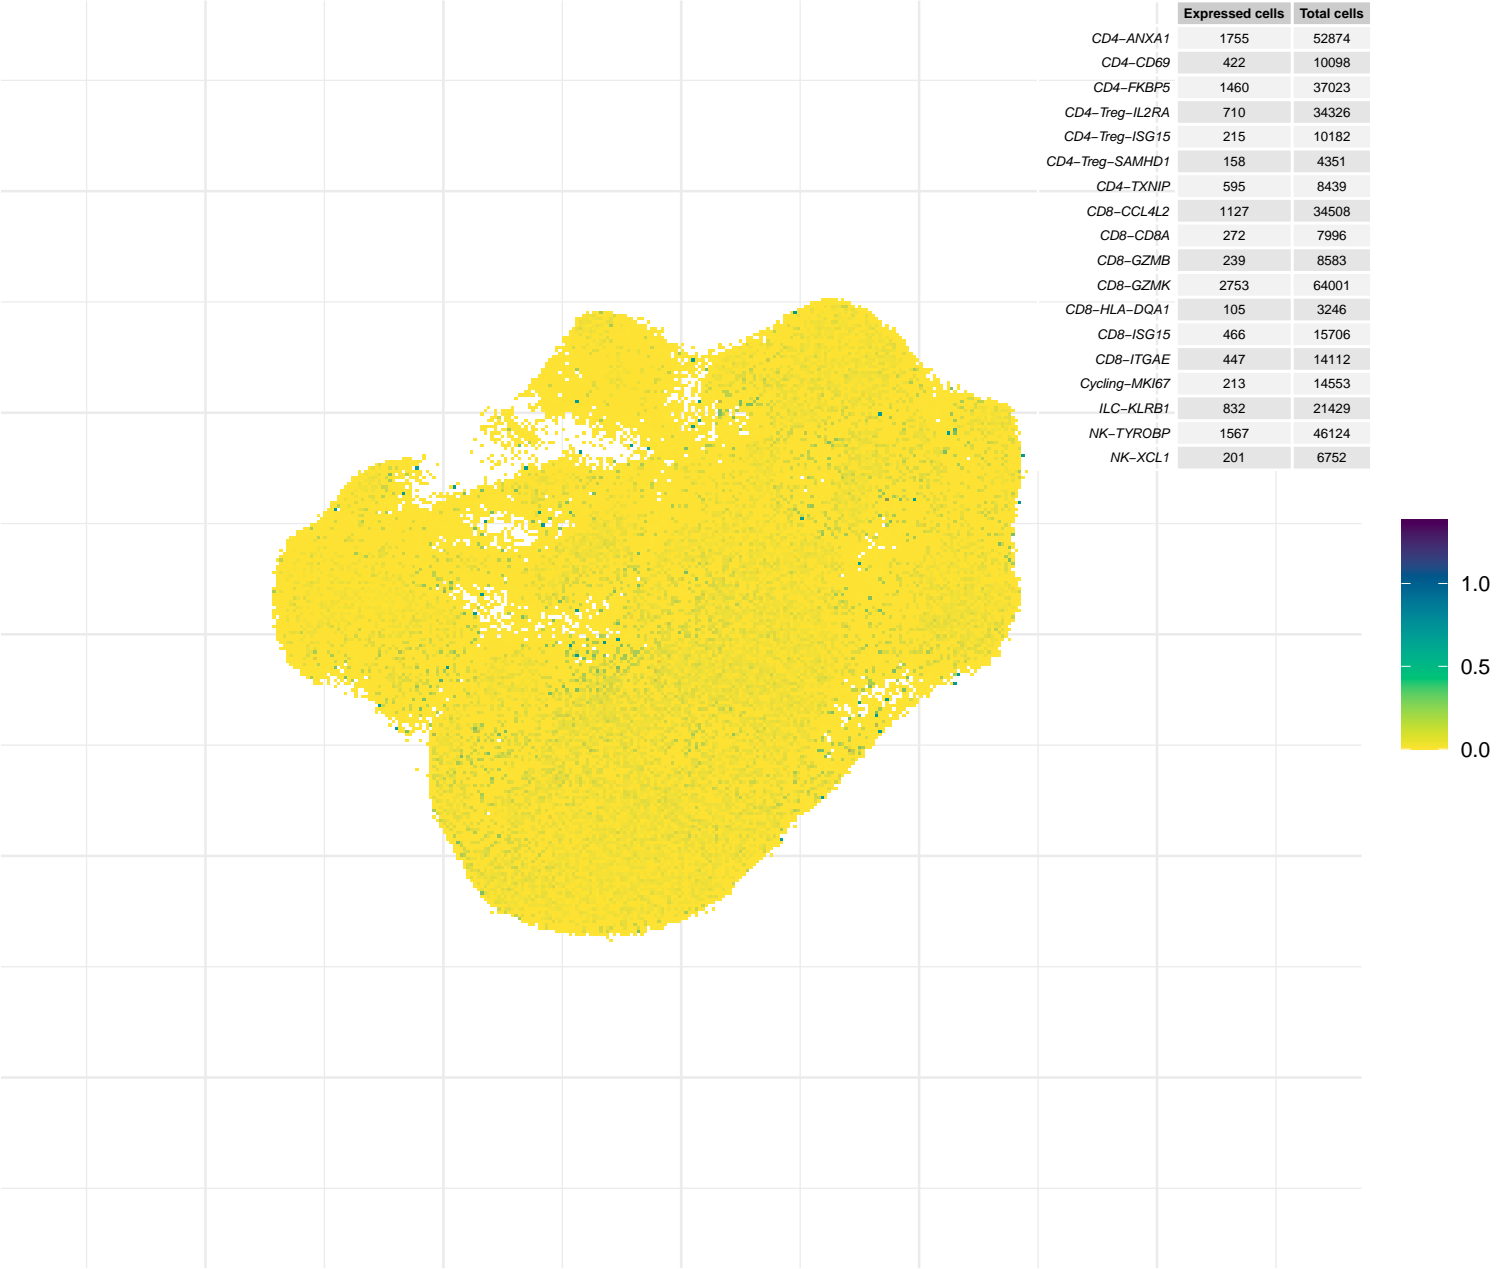 Expressed cells Total cells
CD4−ANXA1 1755 52874
CD4−CD69 422 10098
CD4−FKBP5 1460 37023
CD4−Treg−IL2RA 710 34326
CD4−Treg−ISG15 215 10182
CD4−Treg−SAMHD1 158 4351
CD4−TXNIP 595 8439
CD8−CCL4L2 1127 34508
CD8−CD8A 272 7996
CD8−GZMB 239 8583
CD8−GZMK 2753 64001
CD8−HLA−DQA1 105 3246
CD8−ISG15 466 15706
CD8−ITGAE 447 14112
Cycling−MKI67 213 14553
ILC−KLRB1 832 21429
NK−TYROBP 1567 46124
NK−XCL1 201 6752
1.0
0.5
0.0